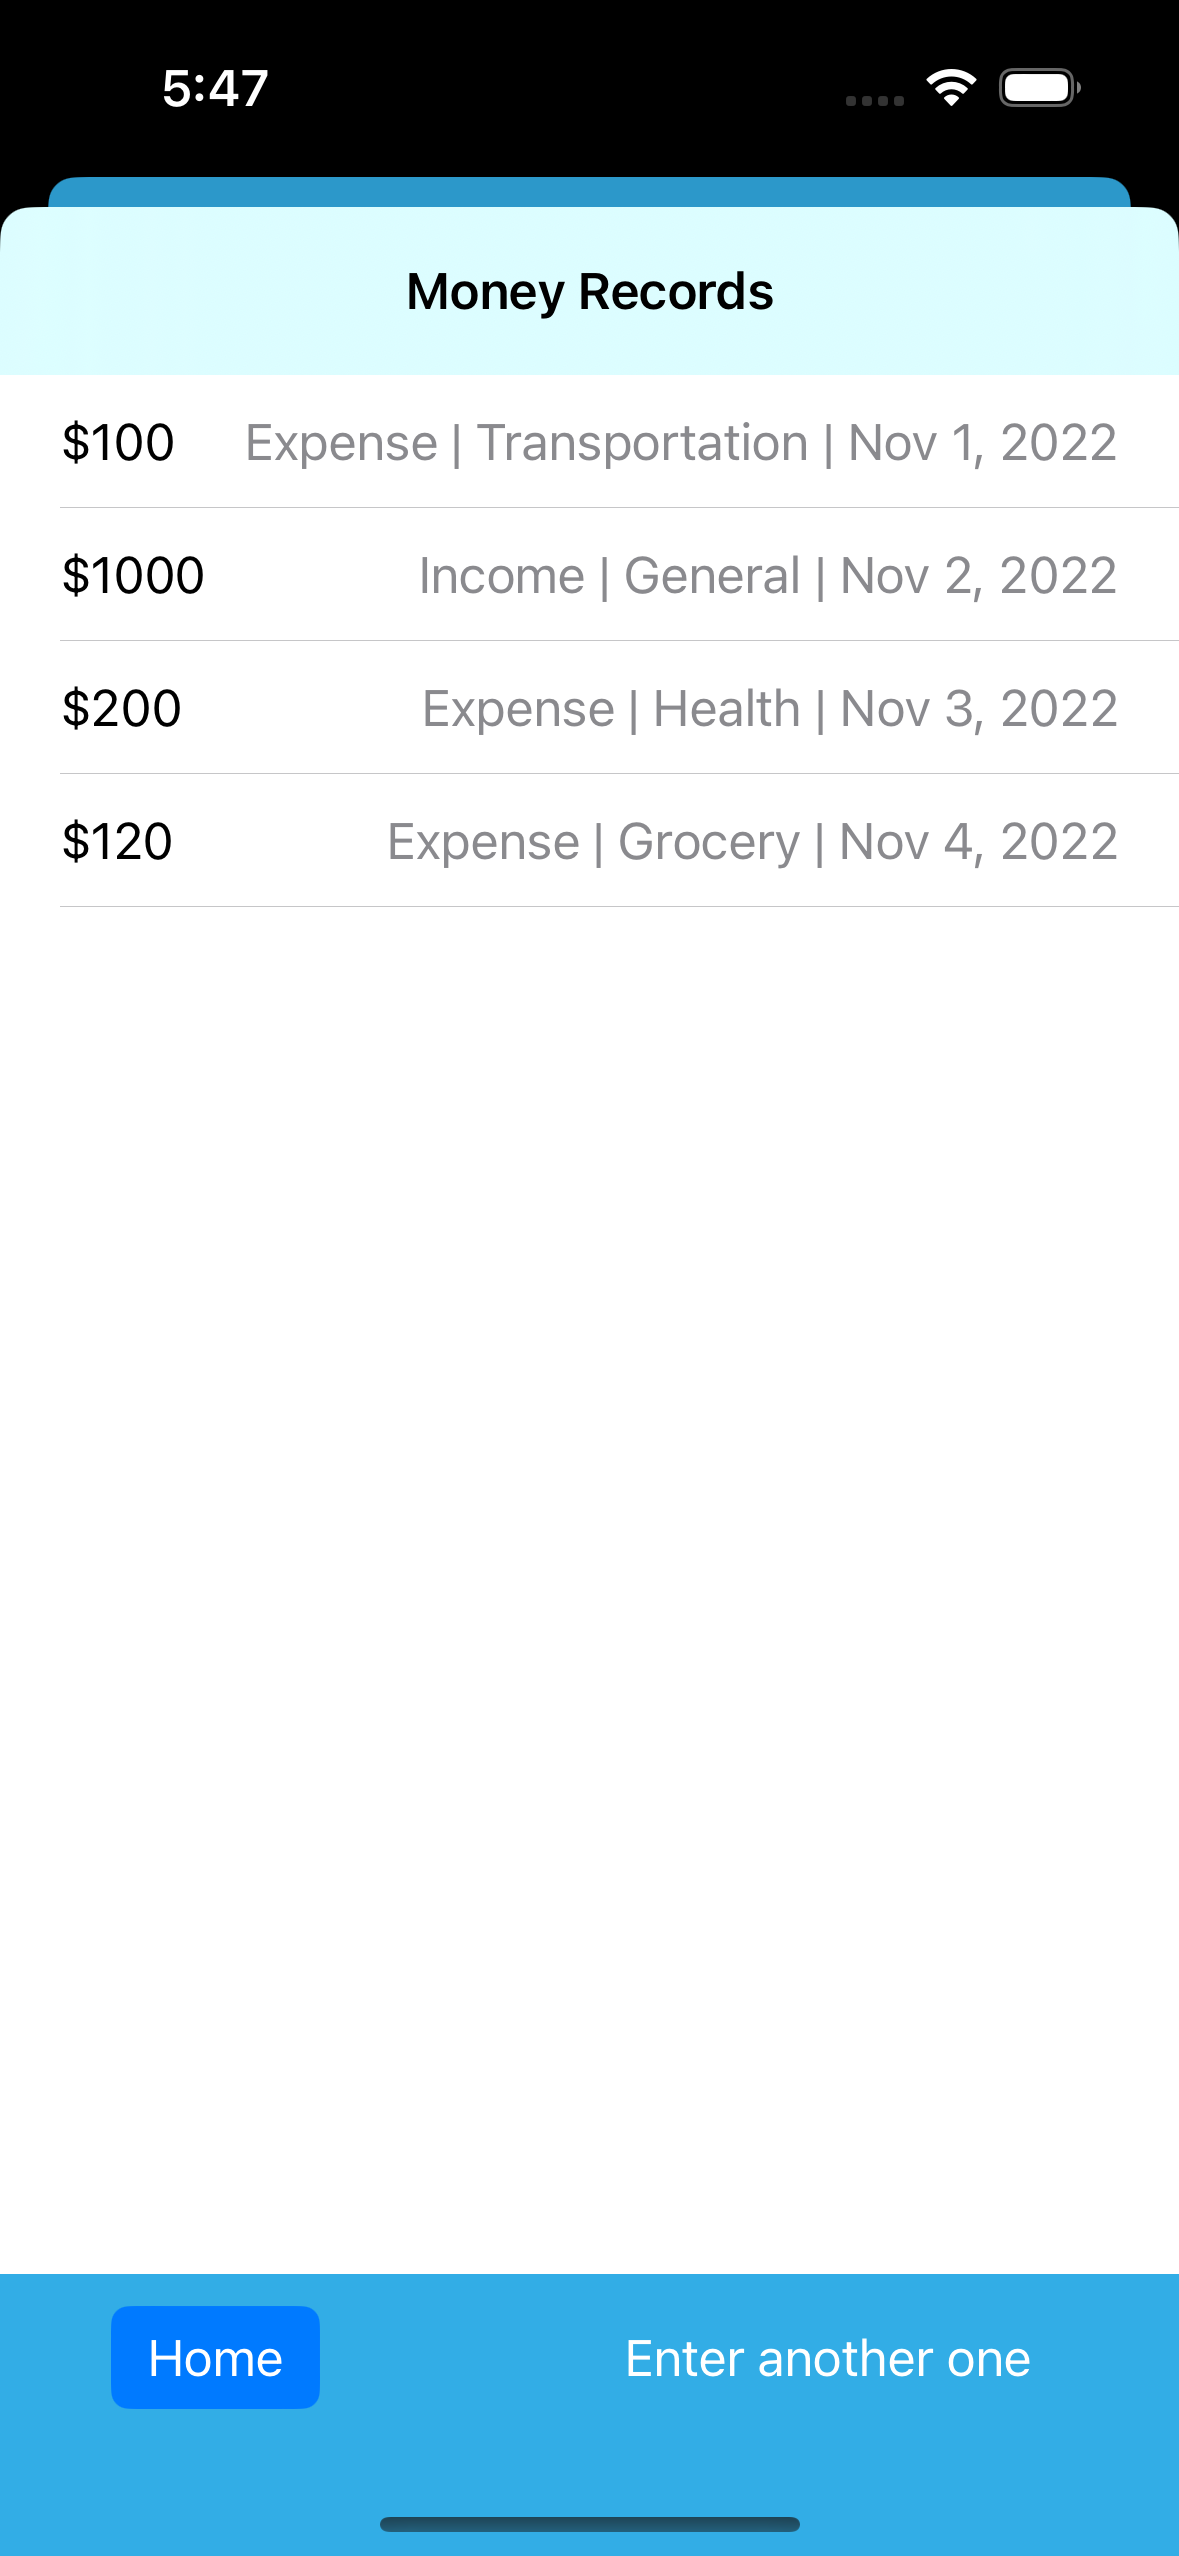 5:47
Money Records
$100 Expense | Transportation | Nov 1, 2022
$1000 Income | General | Nov 2, 2022
$200 Expense | Health | Nov 3, 2022
$120 Expense | Grocery | Nov 4, 2022
Home Enter another one